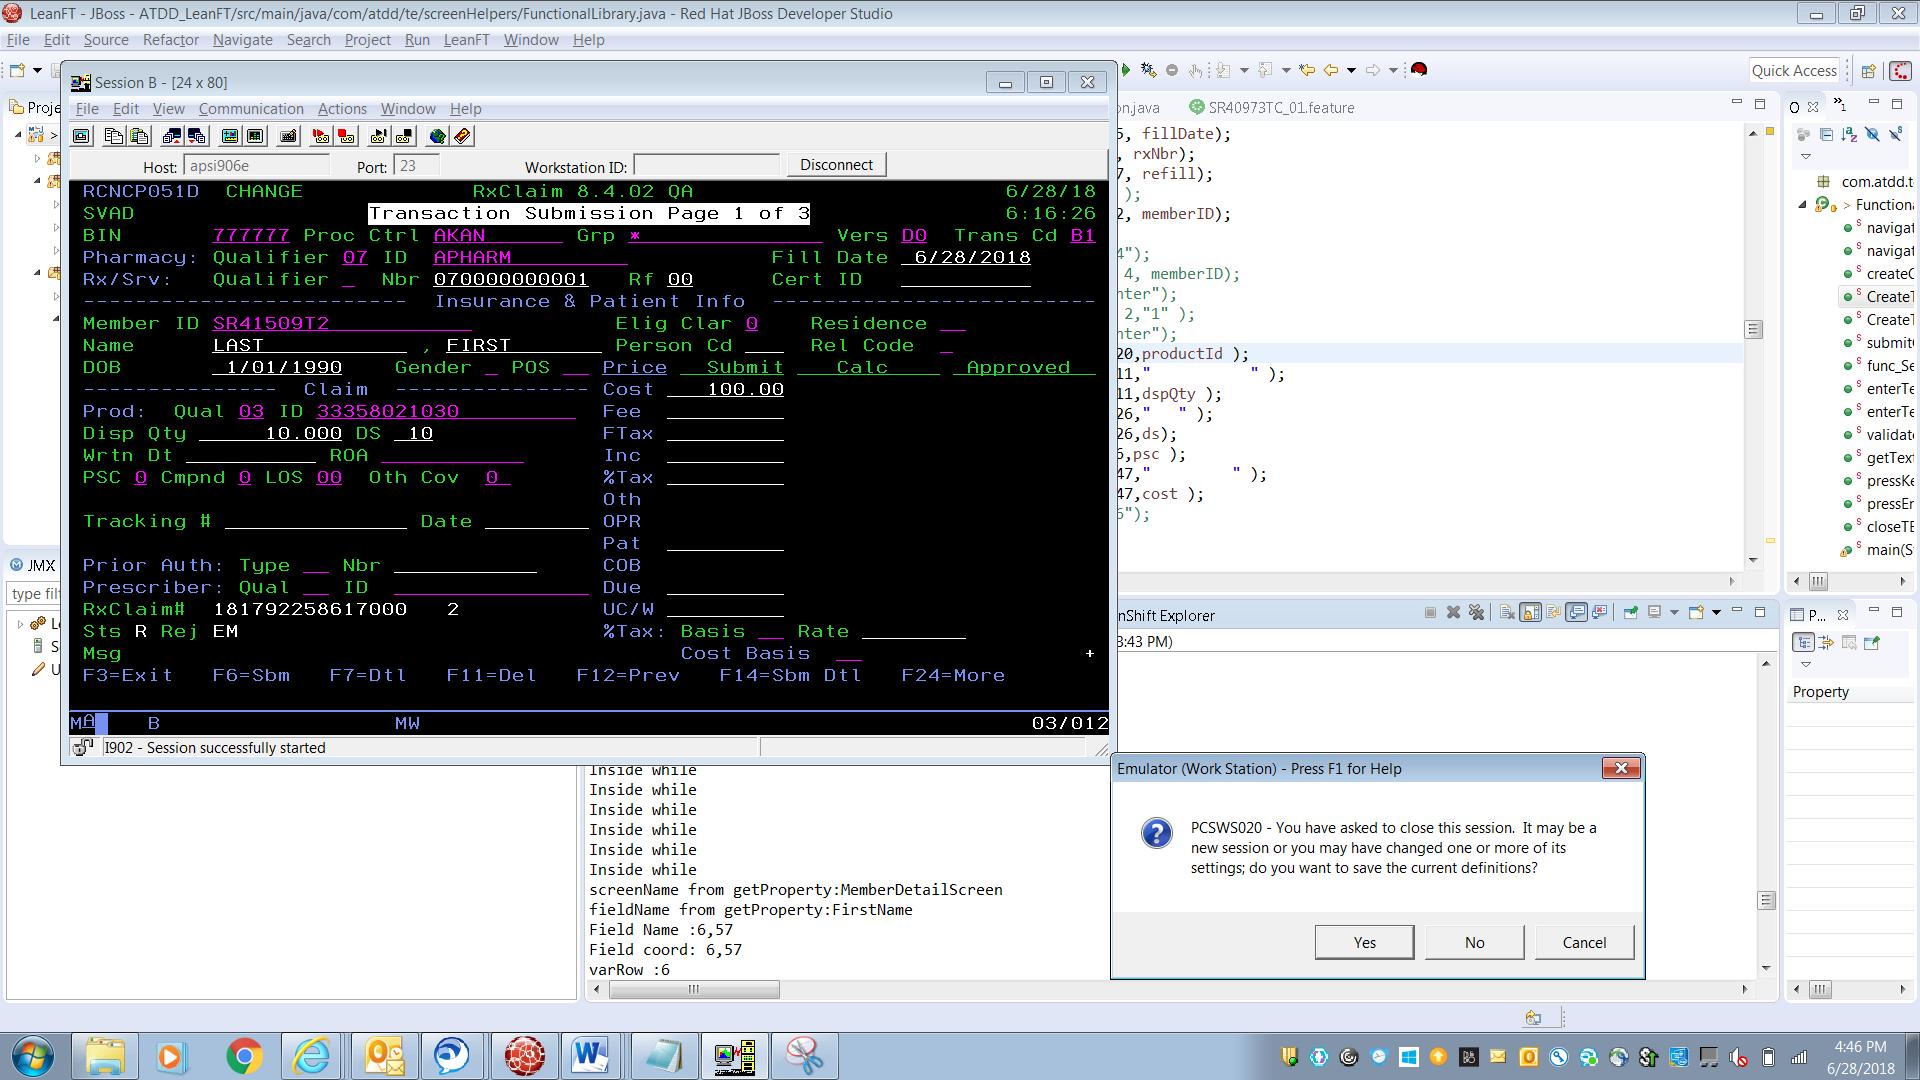 LeanFT - JBoss - ATDD_LeanFT/src/main/java/com/atdd/te/screenHelpers/FunctionalLibrary.java - Red Hat JBoss Developer Studio
File Edit Source Refactor Navigate Search Project Run LeanFT Window Help
Quick Access
Session B - [24 x 80]
File Edit View Communication Actions Window Help
Host: apsi906e Port: 23 Workstation ID: Disconnect
RCNCP051D CHANGE RxClaim 8.4.02 QA 6/28/18
SVAD Transaction Submission Page 1 of 3 6:16:26
BIN 777777 Proc Ctrl AKAN Grp * Vers D0 Trans Cd B1
Pharmacy: Qualifier 07 ID APHARM Fill Date 6/28/2018
Rx/Srv: Qualifier _ Nbr 070000000001 Rf 00 Cert ID
------------------------- Insurance & Patient Info -------------------------
Member ID SR41509T2 Elig Clar 0 Residence
Name LAST , FIRST Person Cd Rel Code
DOB 1/01/1990 Gender _ POS __ Price Submit Calc Approved
--------------- Claim --------------- Cost 100.00
Prod: Qual 03 ID 33358021030 Fee
Disp Qty 10.000 DS 10 FTax
Wrtn Dt ROA Inc
PSC 0 Cmpnd 0 LOS 00 Oth Cov 0 %Tax
Oth
Tracking # Date OPR
Pat
Prior Auth: Type __ Nbr COB
Prescriber: Qual __ ID Due
RxClaim# 181792258617000 2 UC/W
Sts R Rej EM %Tax: Basis __ Rate
Msg Cost Basis __ +
F3=Exit F6=Sbm F7=Dtl F11=Del F12=Prev F14=Sbm Dtl F24=More
MA B MW 03/012
I902 - Session successfully started
Proje
JMX
type filt
on.java SR40973TC_01.feature
5, fillDate);
, rxNbr);
7, refill);
);
2, memberID);
4");
4, memberID);
nter");
2,"1" );
nter");
20,productId );
11," " );
11,dspQty );
26," " );
26,ds);
5,psc );
47," " );
47,cost );
5");
com.atdd.t
> Functiona
navigat
navigat
createC
CreateT
CreateT
submit
func_Se
enterTe
enterTe
validat
getText
pressKe
pressEn
closeTE
main(S
nShift Explorer
3:43 PM)
P...
Property
Inside while
Inside while
Inside while
Inside while
Inside while
Inside while
screenName from getProperty:MemberDetailScreen
fieldName from getProperty:FirstName
Field Name :6,57
Field coord: 6,57
varRow :6
Emulator (Work Station) - Press F1 for Help
PCSWS020 - You have asked to close this session. It may be a
new session or you may have changed one or more of its
settings; do you want to save the current definitions?
Yes No Cancel
4:46 PM
6/28/2018